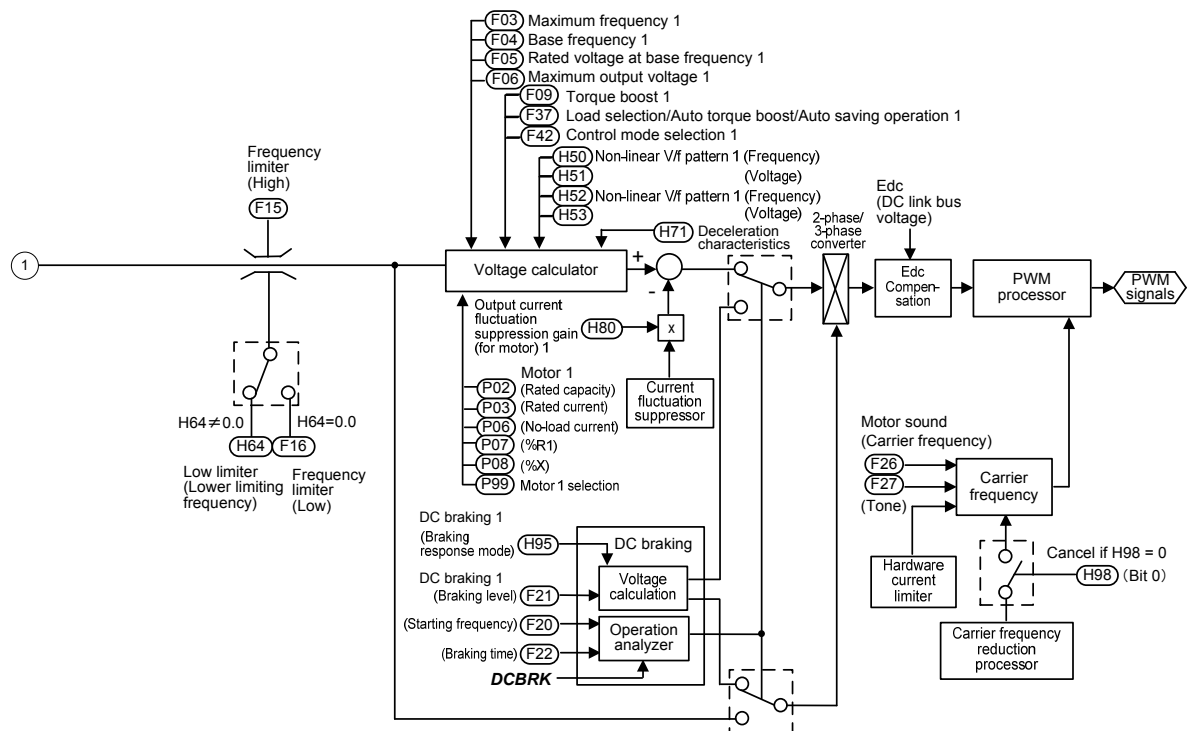 F03 Maximum frequency 1
F04 Base frequency 1
F05 Rated voltage at base frequency 1
F06 Maximum output voltage 1
F09 Torque boost 1
F37 Load selection/Auto torque boost/Auto saving operation 1
F42 Control mode selection 1
H50 Non-linear V/f pattern 1 (Frequency)
H51 (Voltage)
H52 Non-linear V/f pattern 1 (Frequency)
H53 (Voltage)
H71 Deceleration
characteristics
Frequency
limiter
(High)
F15
1
Voltage calculator
+
-
2-phase/
3-phase
converter
Edc
(DC link bus
voltage)
Edc
Compen-
sation
PWM
processor
PWM
signals
Output current
fluctuation
suppression gain
(for motor) 1
H80
x
Current
fluctuation
suppressor
H64≠0.0
H64=0.0
H64
F16
Low limiter
(Lower limiting
frequency)
Frequency
limiter
(Low)
Motor 1
P02 (Rated capacity)
P03 (Rated current)
P06 (No-load current)
P07 (%R1)
P08 (%X)
P99 Motor 1 selection
Motor sound
(Carrier frequency)
F26
F27
(Tone)
Carrier
frequency
Hardware
current
limiter
Cancel if H98 = 0
H98 (Bit 0)
Carrier frequency
reduction
processor
DC braking 1
(Braking
response mode) H95
DC braking 1
(Braking level) F21
(Starting frequency) F20
(Braking time) F22
DCBRK
DC braking
Voltage
calculation
Operation
analyzer